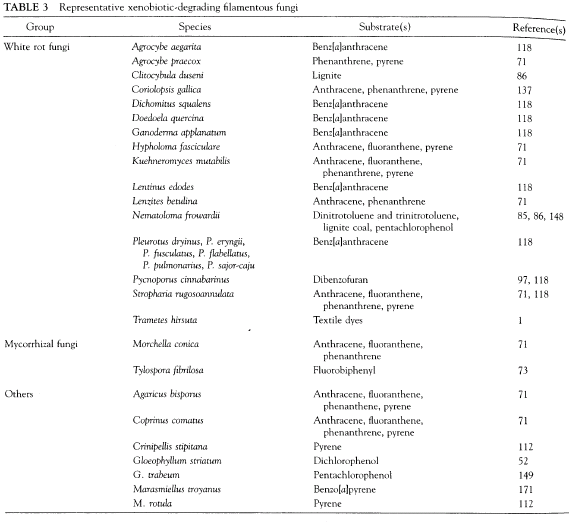 TABLE 3 Representative xenobiotic-degrading filamentous fungi
Group Species Substrate(s) Reference(s)
White rot fungi Agrocybe aegarita Benz[a]anthracene 118
Agrocybe praecox Phenanthrene, pyrene 71
Clitocybula duseni Lignite 86
Coriolopsis gallica Anthracene, phenanthrene, pyrene 137
Dichomitus squalens Benz[a]anthracene 118
Doedoela quercina Benz[a]anthracene 118
Ganoderma applanatum Benz[a]anthracene 118
Hypholoma fasciculare Anthracene, fluoranthene, pyrene 71
Kuehneromyces mutabilis Anthracene, fluoranthene, 71
phenanthrene, pyrene
Lentinus edodes Benz[a]anthracene 118
Lenzites betulina Anthracene, phenanthrene 71
Nematoloma frowardii Dinitrotoluene and trinitrotoluene, 85, 86, 148
lignite coal, pentachlorophenol
Pleurotus dryinus, P. eryngii, Benz[a]anthracene 118
P. fusculatus, P. flabellatus,
P. pulmonarius, P. sajor-caju
Pycnoporus cinnabarinus Dibenzofuran 97, 118
Stropharia rugosoannulata Anthracene, fluoranthene, 71, 118
phenanthrene, pyrene
Trametes hirsuta Textile dyes 1
Mycorrhizal fungi Morchella conica Anthracene, fluoranthene, 71
phenanthrene
Tylospora fibrilosa Fluorobiphenyl 73
Others Agaricus bisporus Anthracene, fluoranthene, 71
phenanthene, pyrene
Coprinus comatus Anthracene, fluoranthene, 71
phenanthrene, pyrene
Crinipellis stipitana Pyrene 112
Gloeophyllum striatum Dichlorophenol 52
G. trabeum Pentachlorophenol 149
Marasmiellus troyanus Benzo[a]pyrene 171
M. rotula Pyrene 112